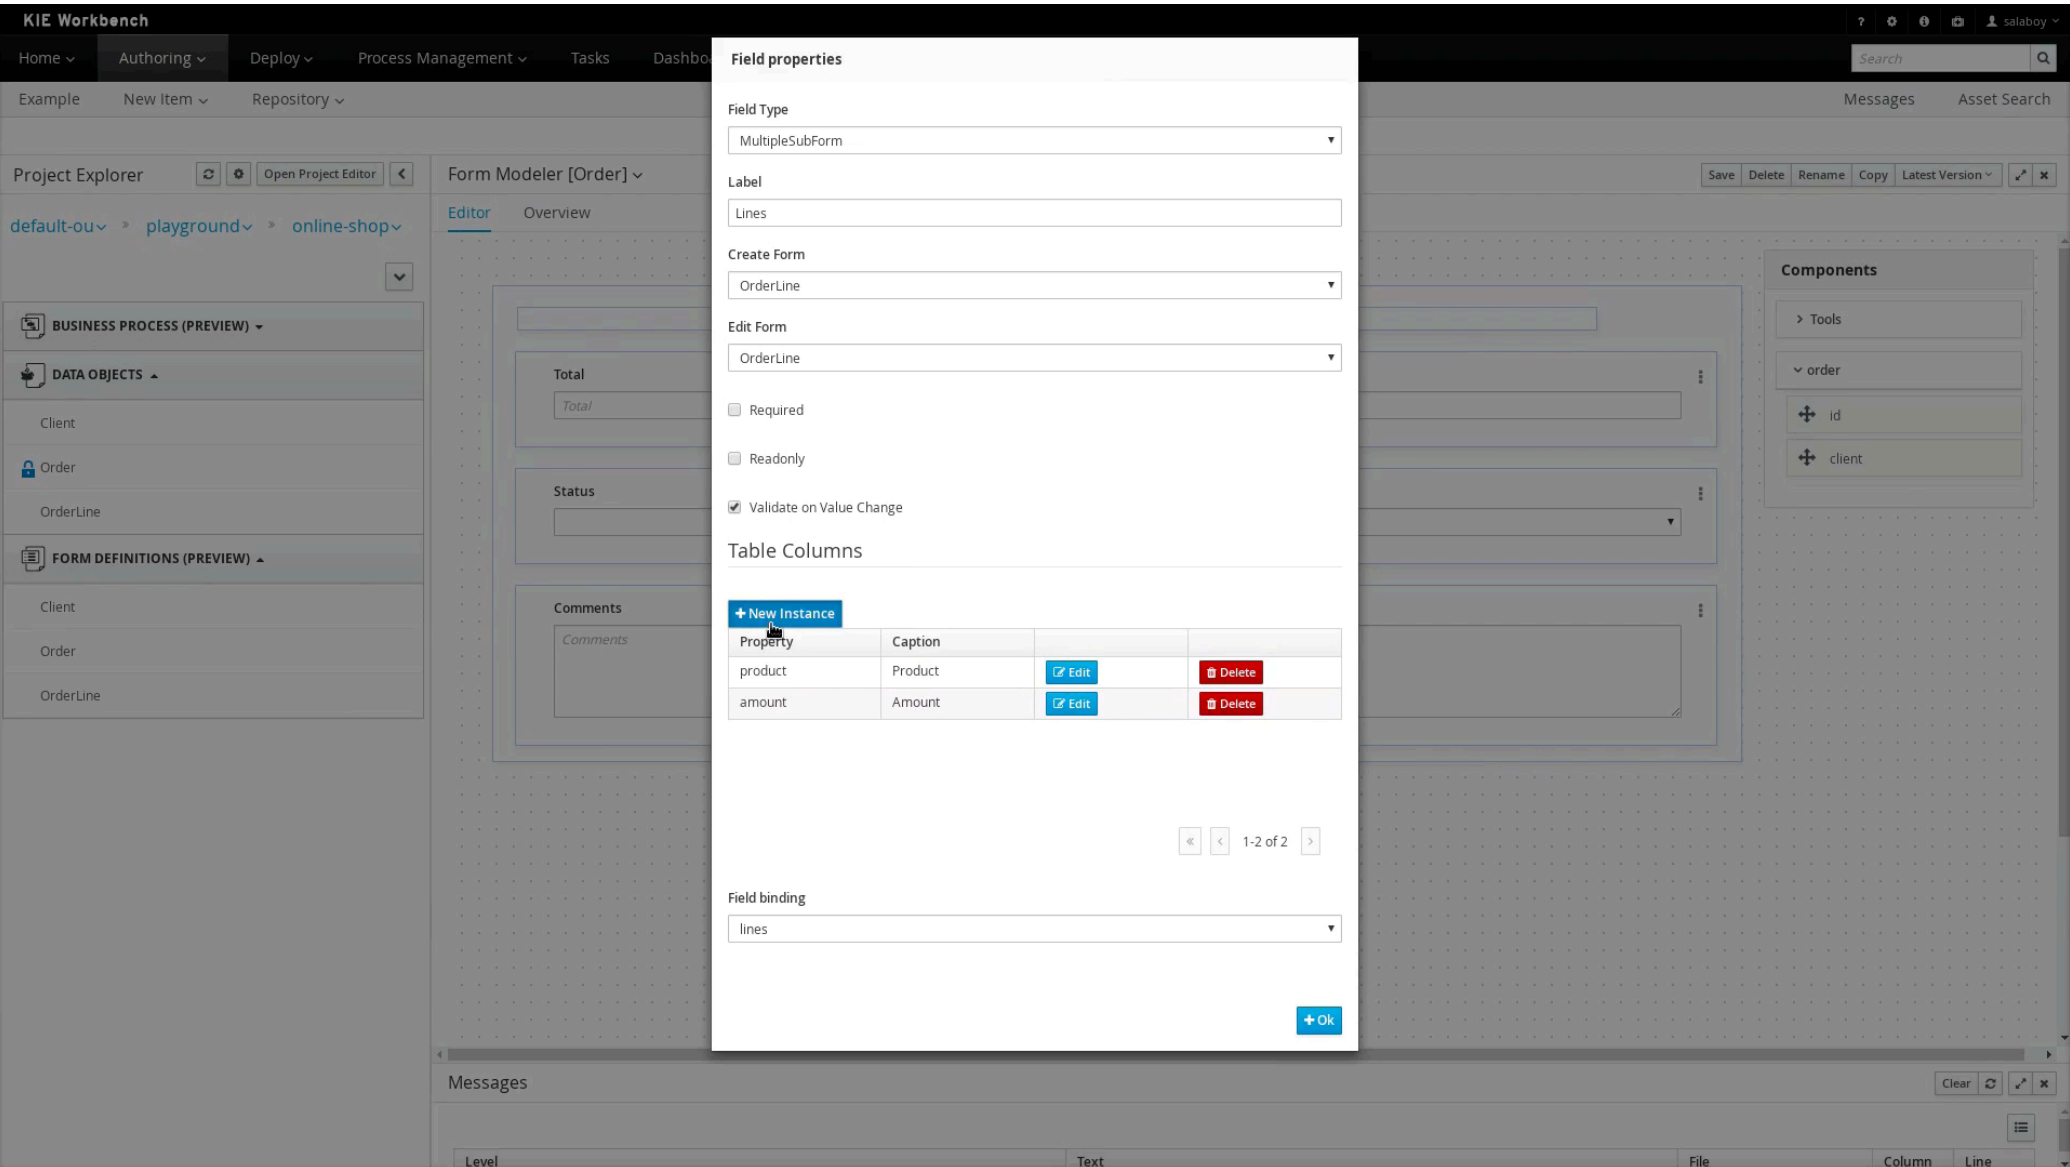 KIE Workbench
? salaboy
Home Authoring Deploy Process Management Tasks Dashbo
Search
Example New Item Repository Messages Asset Search
Project Explorer Open Project Editor
default-ou » playground » online-shop
BUSINESS PROCESS (PREVIEW)
DATA OBJECTS
Client
Order
OrderLine
FORM DEFINITIONS (PREVIEW)
Client
Order
OrderLine
Form Modeler [Order] Save Delete Rename Copy Latest Version
Editor Overview
Total
Total
Status
Comments
Comments
Components
Tools
order
id
client
Field properties
Field Type
MultipleSubForm
Label
Lines
Create Form
OrderLine
Edit Form
OrderLine
Required
Readonly
Validate on Value Change
Table Columns
+ New Instance
Property Caption
product Product Edit Delete
amount Amount Edit Delete
« ‹ 1-2 of 2 ›
Field binding
lines
+ Ok
Messages Clear
Level Text File Column Line